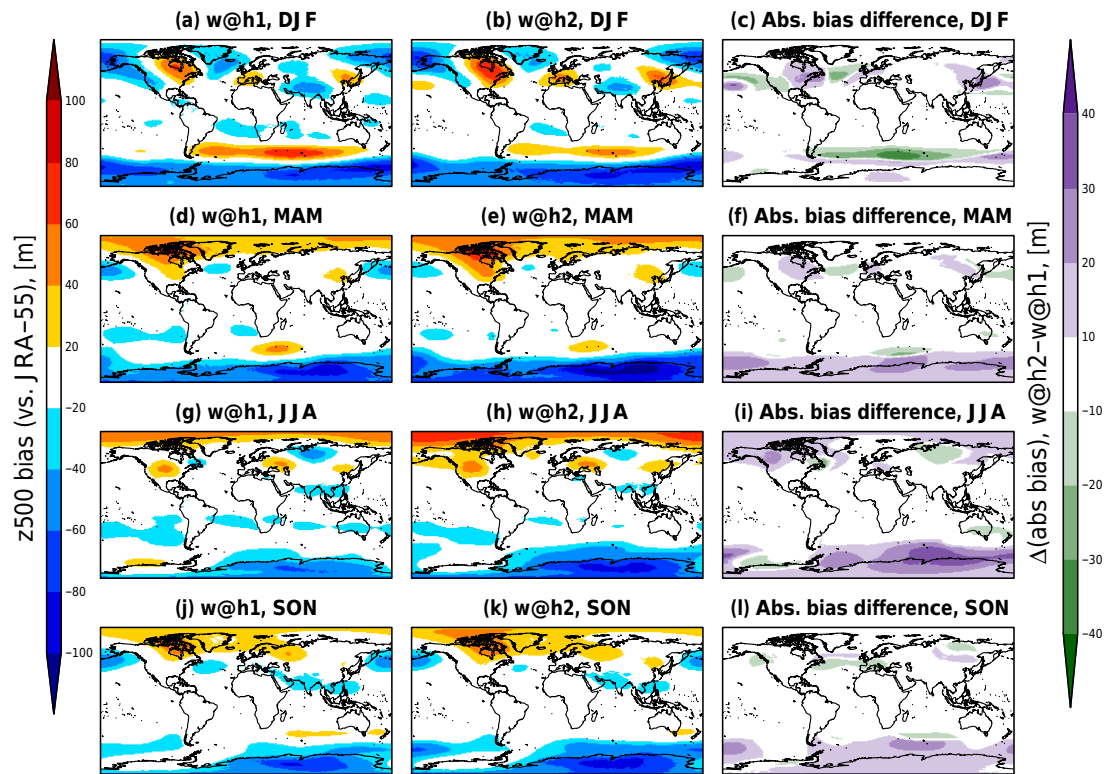 (a) w@h1, DJF
(b) w@h2, DJF
(c) Abs. bias difference, DJF
(d) w@h1, MAM
(e) w@h2, MAM
(f) Abs. bias difference, MAM
(g) w@h1, JJA
(h) w@h2, JJA
(i) Abs. bias difference, JJA
(j) w@h1, SON
(k) w@h2, SON
(l) Abs. bias difference, SON
z500 bias (vs. JRA−55), [m]
100
80
60
40
20
−20
−40
−60
−80
−100
40
30
20
10
−10
−20
−30
−40
Δ(abs bias), w@h2−w@h1, [m]